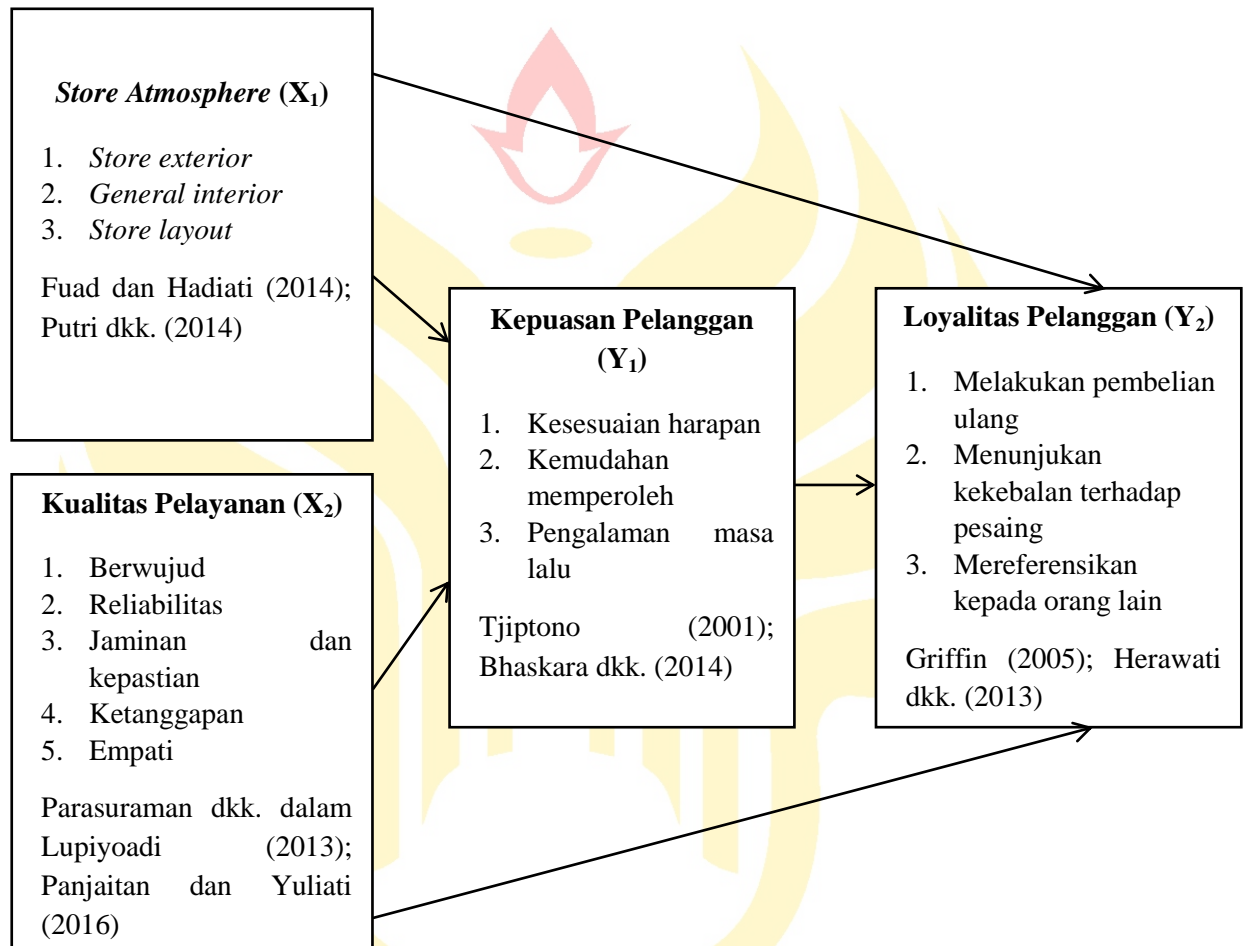 Store Atmosphere (X₁)
1. Store exterior
2. General interior
3. Store layout
Fuad dan Hadiati (2014);
Putri dkk. (2014)
Kualitas Pelayanan (X₂)
1. Berwujud
2. Reliabilitas
3. Jaminan dan
kepastian
4. Ketanggapan
5. Empati
Parasuraman dkk. dalam
Lupiyoadi (2013);
Panjaitan dan Yuliati
(2016)
Kepuasan Pelanggan
(Y₁)
1. Kesesuaian harapan
2. Kemudahan
memperoleh
3. Pengalaman masa
lalu
Tjiptono (2001);
Bhaskara dkk. (2014)
Loyalitas Pelanggan (Y₂)
1. Melakukan pembelian
ulang
2. Menunjukan
kekebalan terhadap
pesaing
3. Mereferensikan
kepada orang lain
Griffin (2005); Herawati
dkk. (2013)